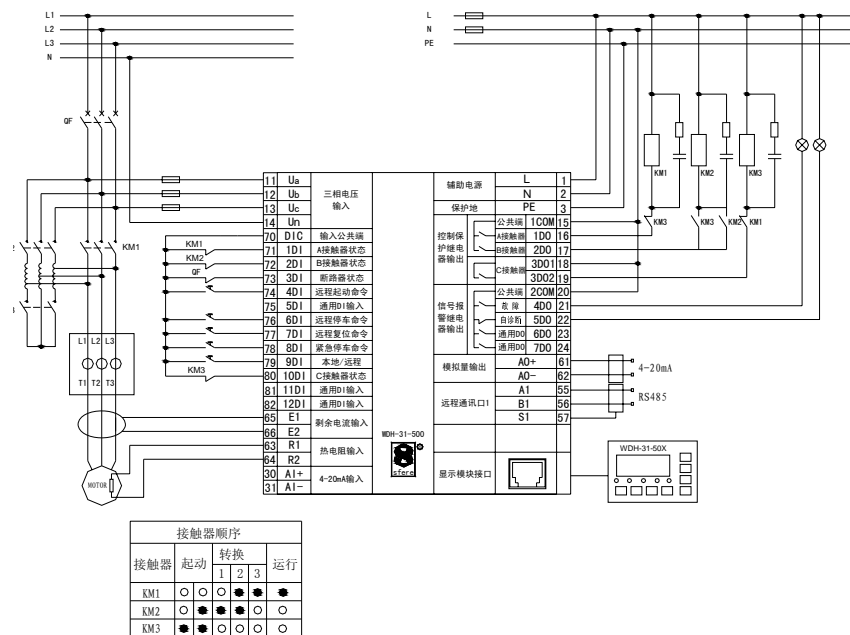 L1
L2
L3
N
L
N
PE
QF
KM1
KM2
KM3
KM3
KM3
KM2
KM1
11 Ua
12 Ub
13 Uc
14 Un
三相电压
输入
70 DIC 输入公共端
71 1DI A接触器状态
72 2DI B接触器状态
73 3DI 断路器状态
74 4DI 远程起动命令
75 5DI 通用DI输入
76 6DI 远程停车命令
77 7DI 远程复位命令
78 8DI 紧急停车命令
79 9DI 本地/远程
80 10DI C接触器状态
81 11DI 通用DI输入
82 12DI 通用DI输入
65 E1
66 E2
剩余电流输入
63 R1
64 R2
热电阻输入
30 AI+
31 AI-
4-20mA输入
KM1
KM2
QF
KM3
KM1
L1 L2 L3
T1 T2 T3
MOTOR
WDH-31-500
sfere
辅助电源 L 1
N 2
保护地 PE 3
控制保
护继电
器输出
公共端 1COM 15
A接触器 1DO 16
B接触器 2DO 17
C接触器
3DO1 18
3DO2 19
信号报
警继电
器输出
公共端 2COM 20
故障 4DO 21
自诊断 5DO 22
通用DO 6DO 23
通用DO 7DO 24
模拟量输出
AO+ 61
AO- 62
远程通讯口1
A1 55
B1 56
S1 57
显示模块接口
4-20mA
RS485
WDH-31-50X
接触器顺序
接触器 起动 转换 运行
1 2 3
KM1
KM2
KM3